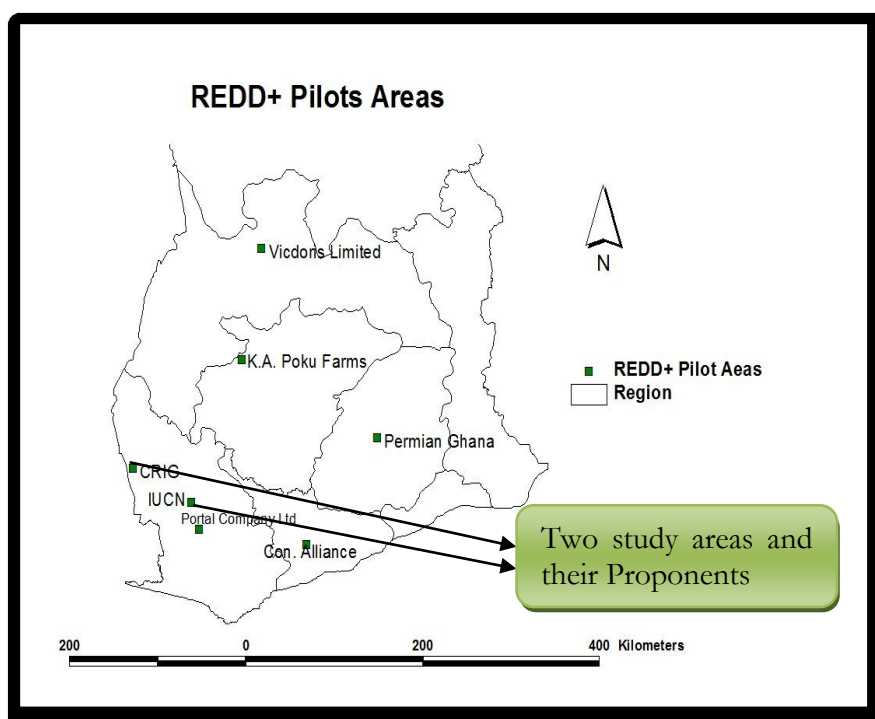 REDD+ Pilots Areas
Vicdons Limited
N
K.A. Poku Farms
REDD+ Pilot Aeas
Region
Permian Ghana
CRIG
IUCN
Portal Company Ltd
Con. Alliance
Two study areas and
their Proponents
200 0 200 400 Kilometers